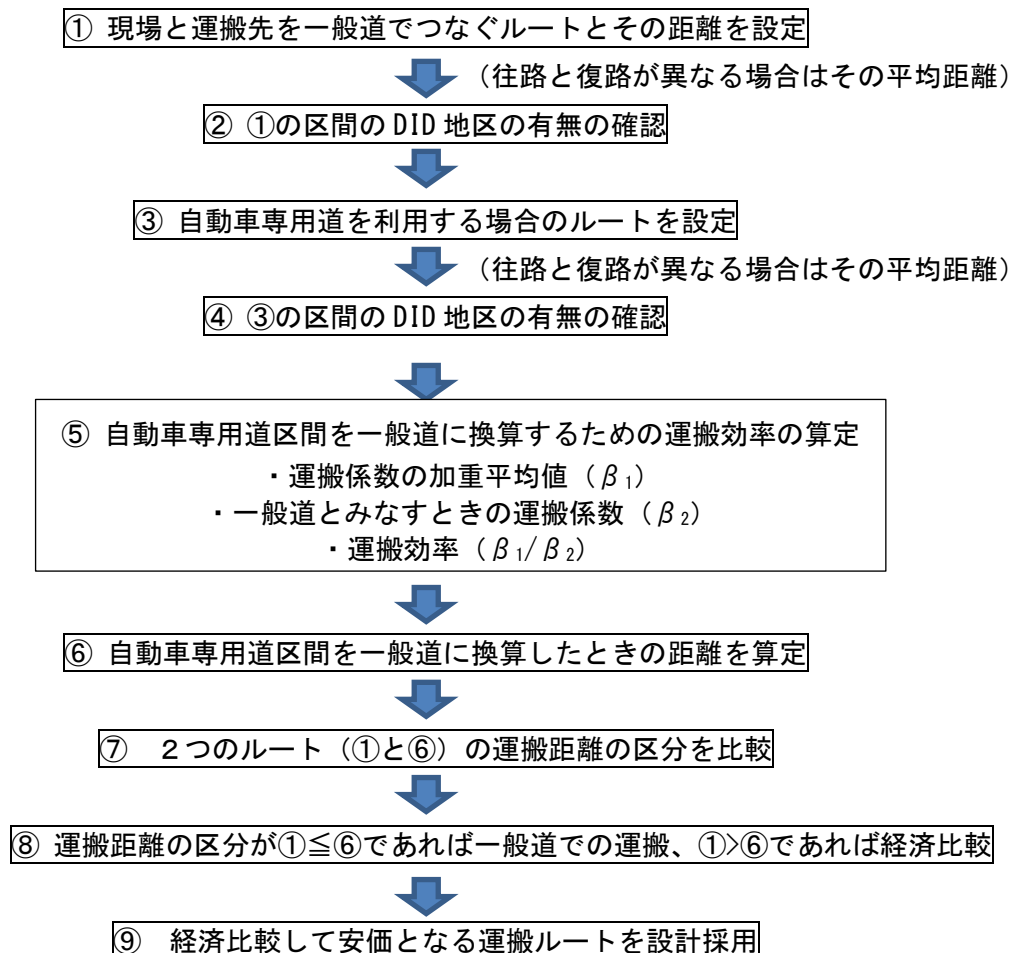 ① 現場と運搬先を一般道でつなぐルートとその距離を設定
（往路と復路が異なる場合はその平均距離）
② ①の区間の DID 地区の有無の確認
③ 自動車専用道を利用する場合のルートを設定
（往路と復路が異なる場合はその平均距離）
④ ③の区間の DID 地区の有無の確認
⑤ 自動車専用道区間を一般道に換算するための運搬効率の算定
・運搬係数の加重平均値（β₁）
・一般道とみなすときの運搬係数（β₂）
・運搬効率（β₁/β₂）
⑥ 自動車専用道区間を一般道に換算したときの距離を算定
⑦ ２つのルート（①と⑥）の運搬距離の区分を比較
⑧ 運搬距離の区分が①≦⑥であれば一般道での運搬、①>⑥であれば経済比較
⑨ 経済比較して安価となる運搬ルートを設計採用